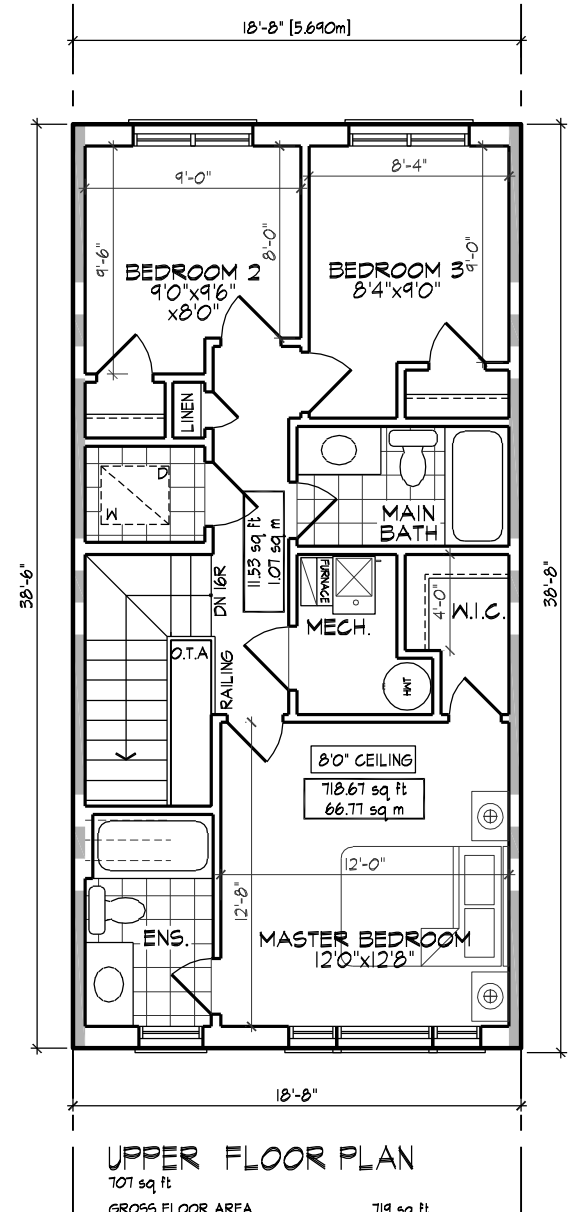 18'-8" [5.690m]
9'-0"
8'-4"
9'-6"
8'-0"
9'-0"
BEDROOM 2
9'0"x9'6"
x8'0"
BEDROOM 3
8'4"x9'0"
LINEN
D
W
MAIN
BATH
11.53 sq ft
1.07 sq m
38'-6"
38'-8"
DN 16R
FURNACE
MECH.
4'-0"
W.I.C.
O.T.A
RAILING
HWT
8'0" CEILING
718.67 sq ft
66.77 sq m
12'-0"
12'-8"
ENS.
MASTER BEDROOM
12'0"x12'8"
18'-8"
UPPER FLOOR PLAN
707 sq ft
GROSS FLOOR AREA 719 sq ft